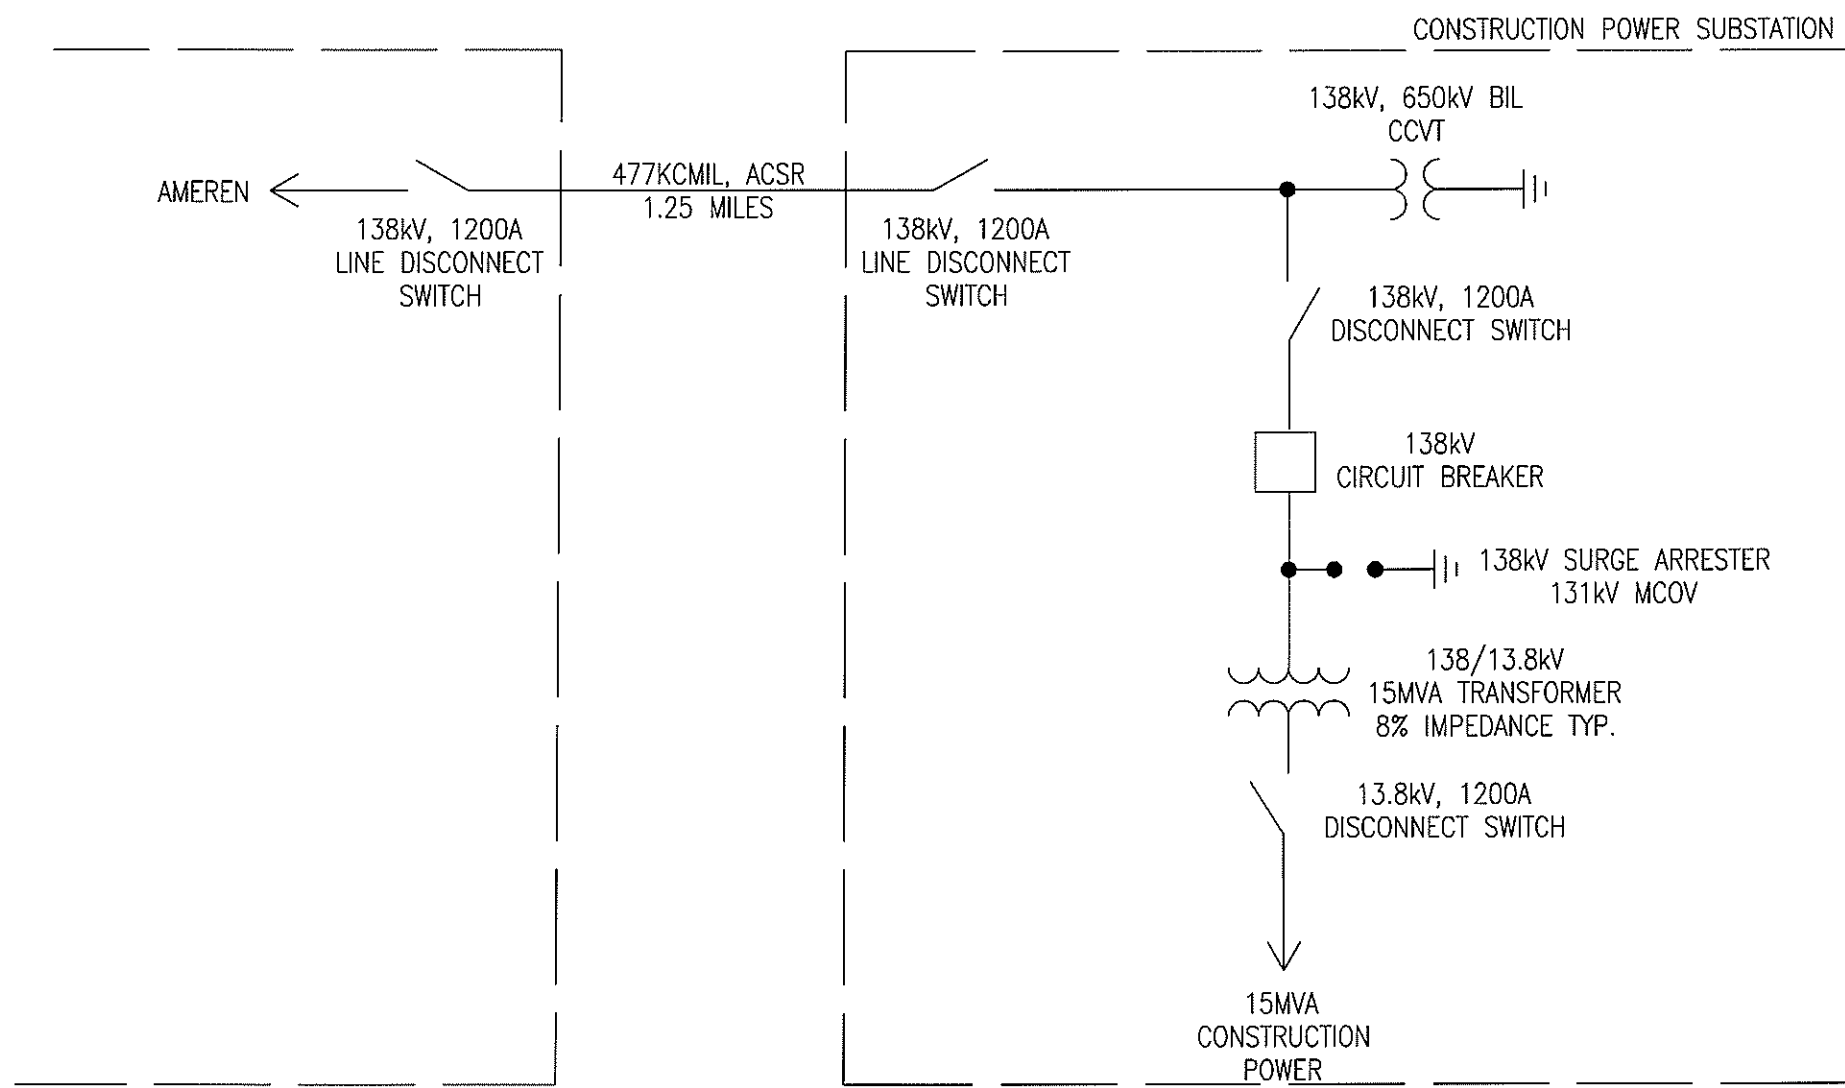 CONSTRUCTION POWER SUBSTATION
138kV, 650kV BIL
CCVT
AMEREN
477KCMIL, ACSR
1.25 MILES
138kV, 1200A
LINE DISCONNECT
SWITCH
138kV, 1200A
LINE DISCONNECT
SWITCH
138kV, 1200A
DISCONNECT SWITCH
138kV
CIRCUIT BREAKER
138kV SURGE ARRESTER
131kV MCOV
138/13.8kV
15MVA TRANSFORMER
8% IMPEDANCE TYP.
13.8kV, 1200A
DISCONNECT SWITCH
15MVA
CONSTRUCTION
POWER